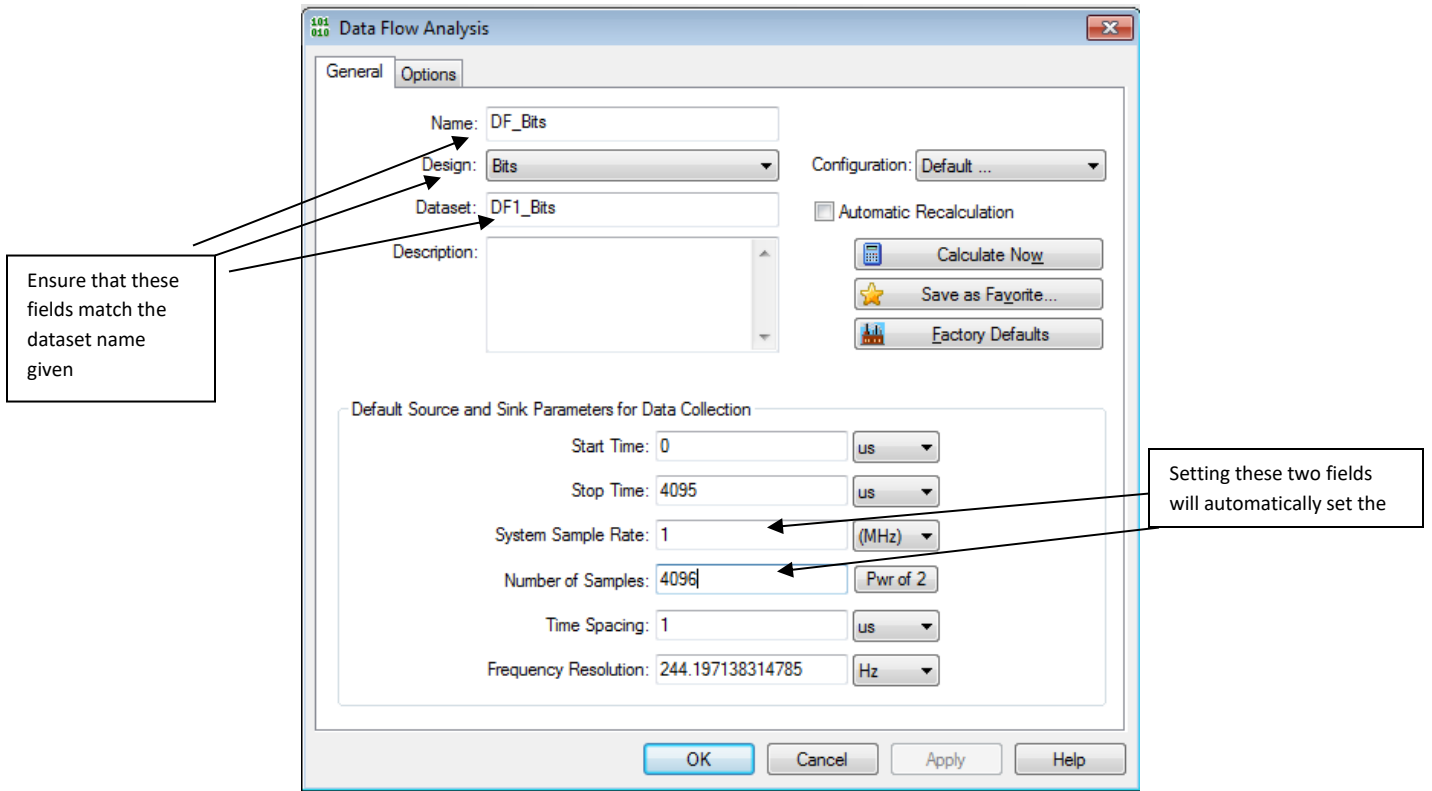 101
010
Data Flow Analysis
General Options
Name: DF_Bits
Design: Bits
Configuration: Default ...
Dataset: DF1_Bits
Automatic Recalculation
Description:
Calculate Now
Save as Favorite...
Factory Defaults
Ensure that these
fields match the
dataset name
given
Default Source and Sink Parameters for Data Collection
Start Time: 0 us
Stop Time: 4095 us
System Sample Rate: 1 (MHz)
Number of Samples: 4096 Pwr of 2
Time Spacing: 1 us
Frequency Resolution: 244.197138314785 Hz
Setting these two fields
will automatically set the
OK Cancel Apply Help